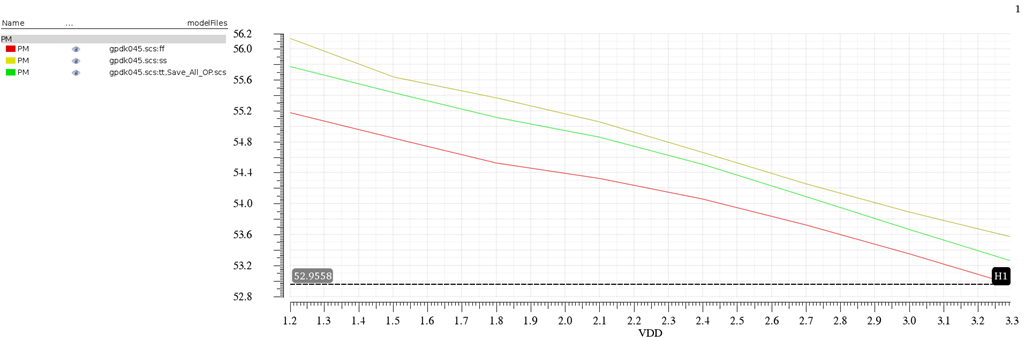 1
Name ... modelFiles
PM
PM gpdk045.scs:ff
PM gpdk045.scs:ss
PM gpdk045.scs:tt,Save_All_OP.scs
56.2
56.0
55.6
55.2
54.8
54.4
54.0
53.6
53.2
52.8
52.9558
H1
1.2 1.3 1.4 1.5 1.6 1.7 1.8 1.9 2.0 2.1 2.2 2.3 2.4 2.5 2.6 2.7 2.8 2.9 3.0 3.1 3.2 3.3
VDD